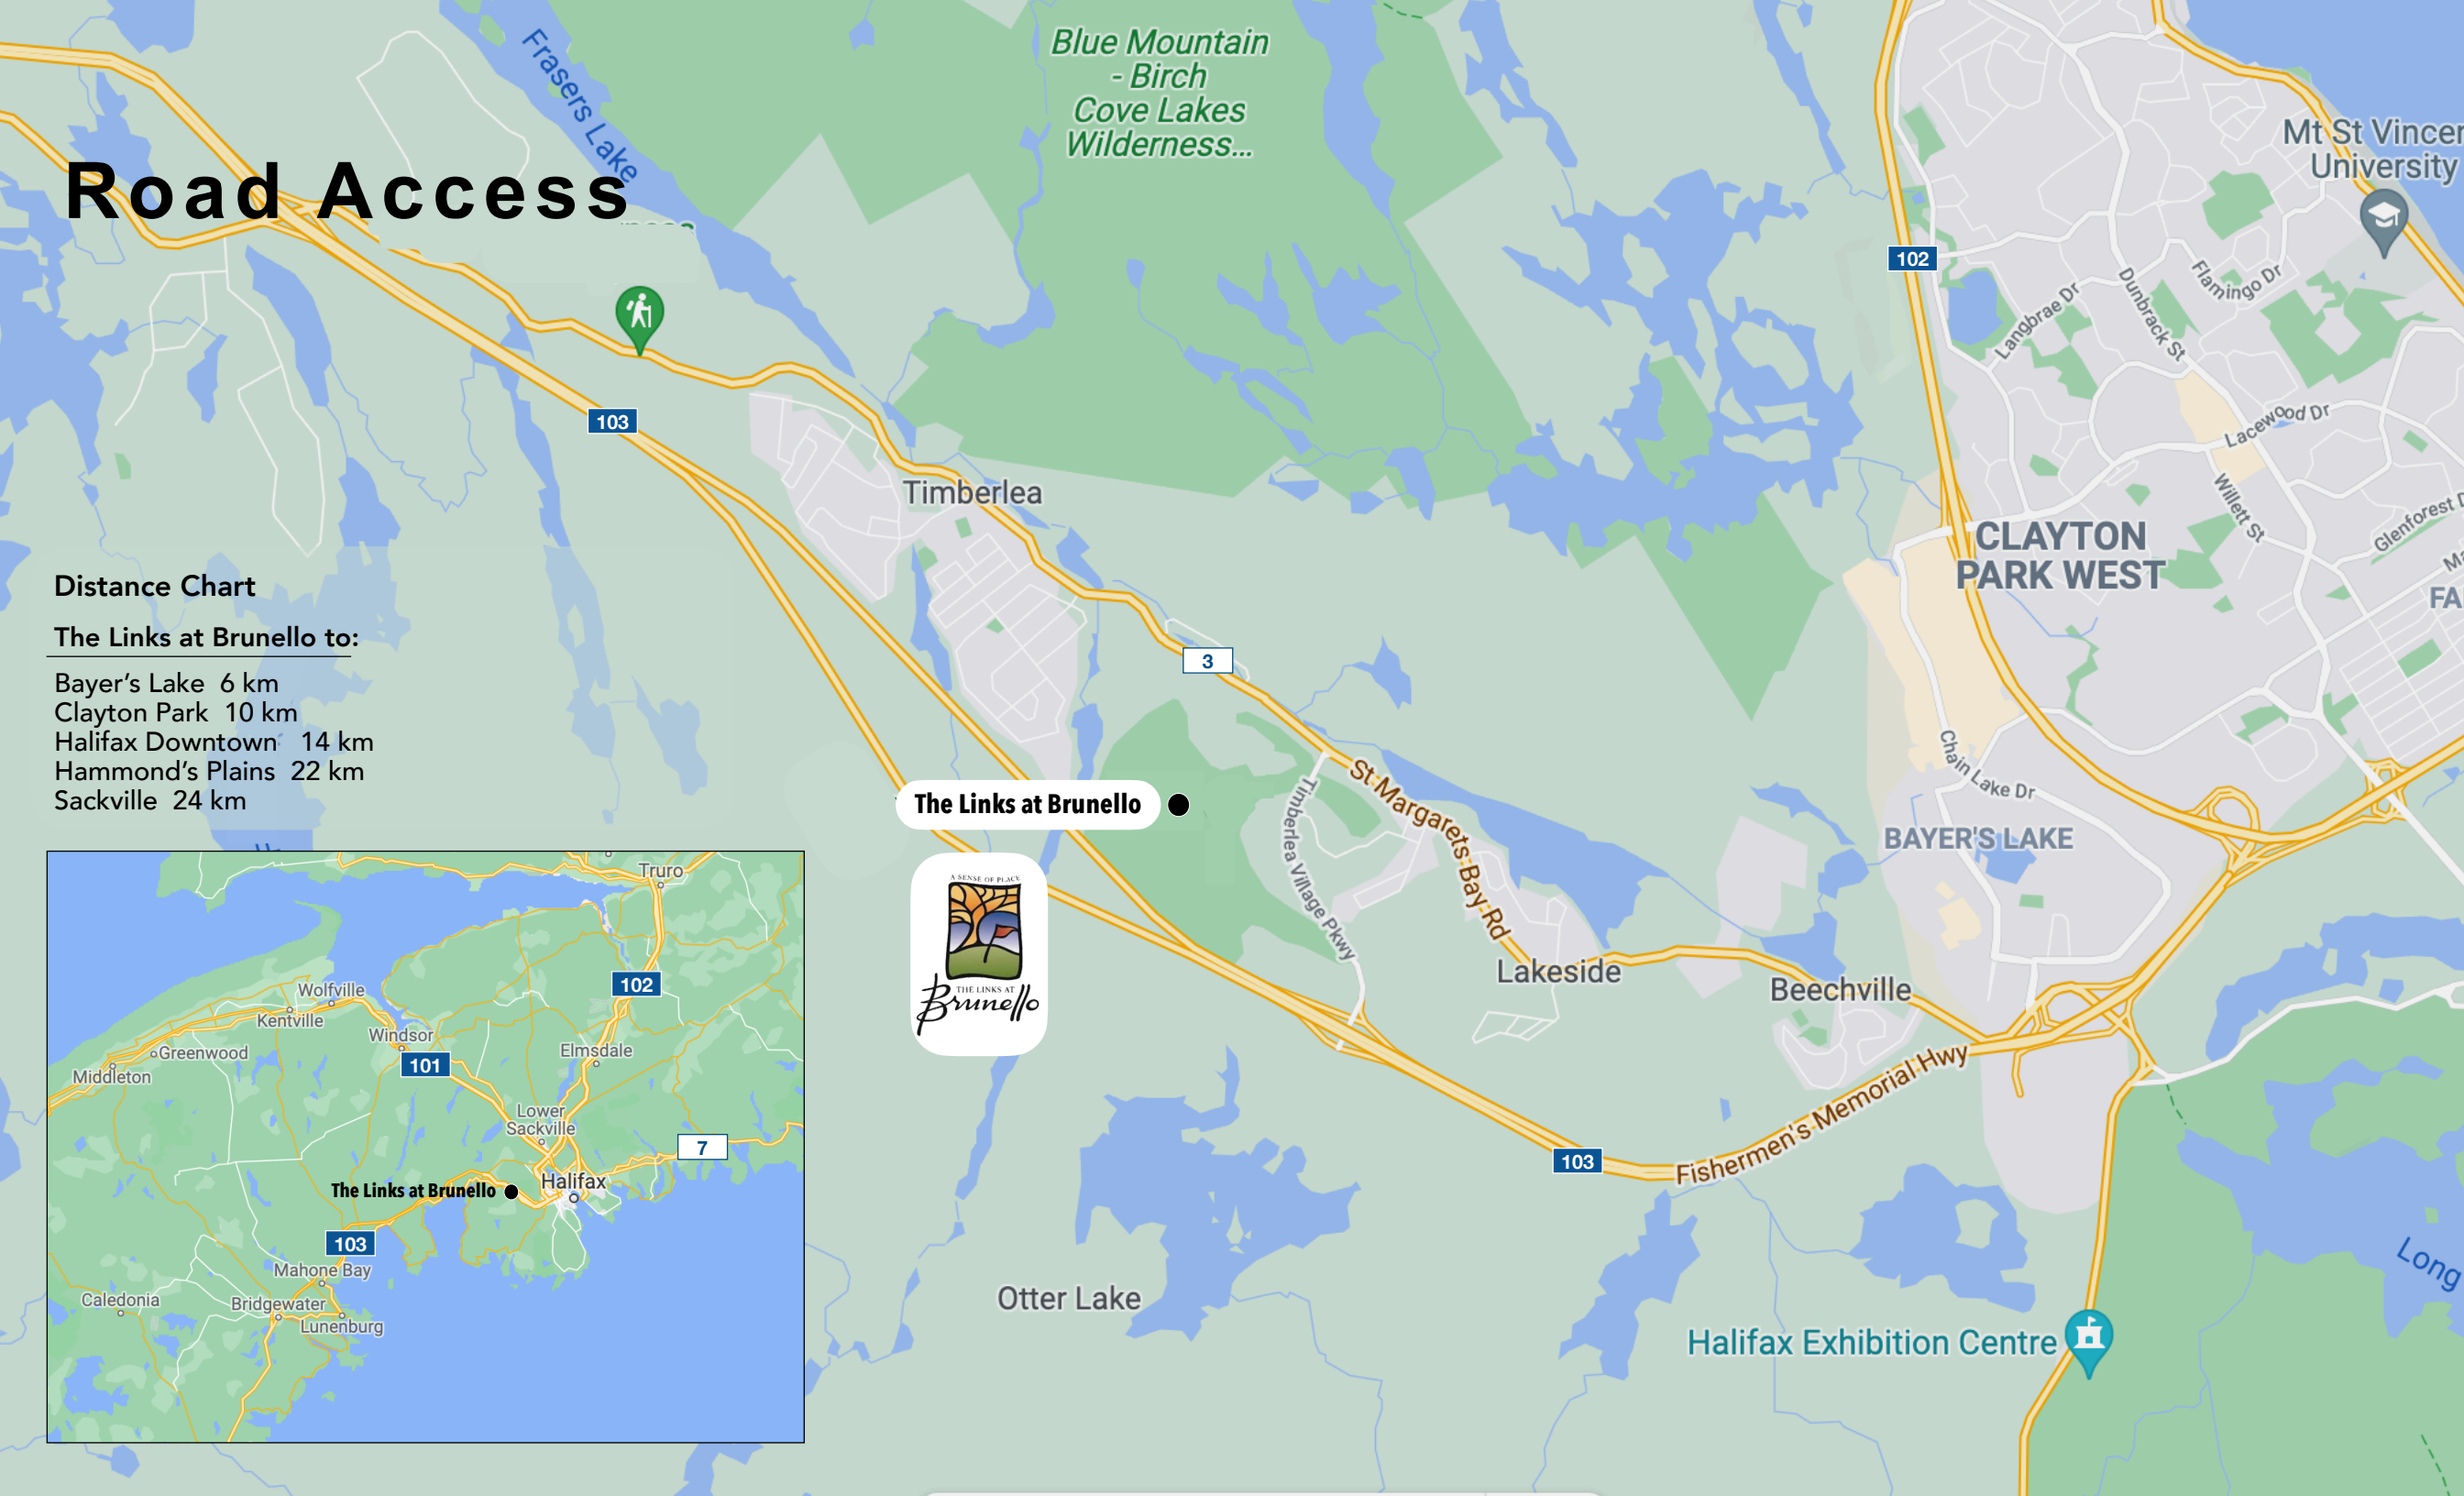 Road Access
Frasers Lake
Blue Mountain
- Birch
Cove Lakes
Wilderness...
Mt St Vincen
University
102
Langbrae Dr
Dunbrack St
Flamingo Dr
Lacewood Dr
Willett St
Glenforest D
Ma
FA
CLAYTON
PARK WEST
103
Timberlea
3
Distance Chart
The Links at Brunello to:
Bayer's Lake 6 km
Clayton Park 10 km
Halifax Downtown 14 km
Hammond's Plains 22 km
Sackville 24 km
The Links at Brunello
A SENSE OF PLACE
THE LINKS AT
Brunello
Timberlea Village Pkwy
St Margarets Bay Rd
Chain Lake Dr
BAYER'S LAKE
Lakeside
Beechville
103
Fishermen's Memorial Hwy
Otter Lake
Halifax Exhibition Centre
Long
Truro
102
Wolfville
Kentville
Windsor
Greenwood
Middleton
101
Elmsdale
Lower
Sackville
7
Halifax
The Links at Brunello
103
Mahone Bay
Caledonia
Bridgewater
Lunenburg